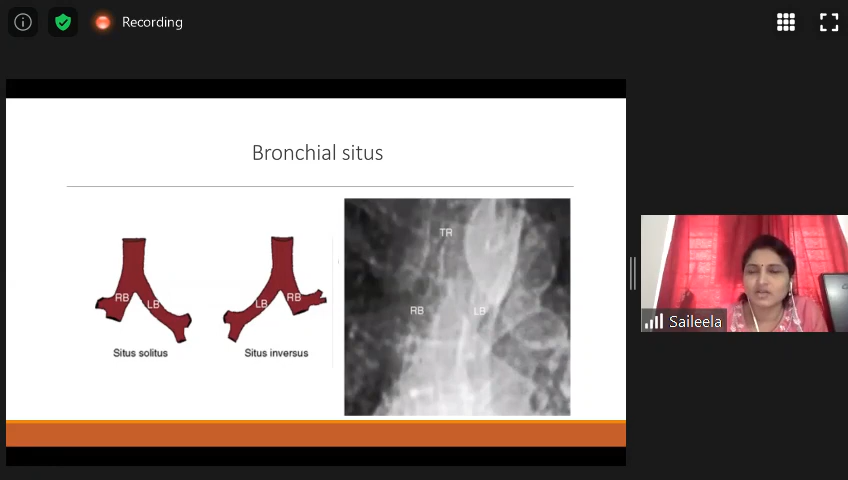 Recording
Bronchial situs
RB
LB
Situs solitus
LB
RB
Situs inversus
TR
RB
LB
Saileela